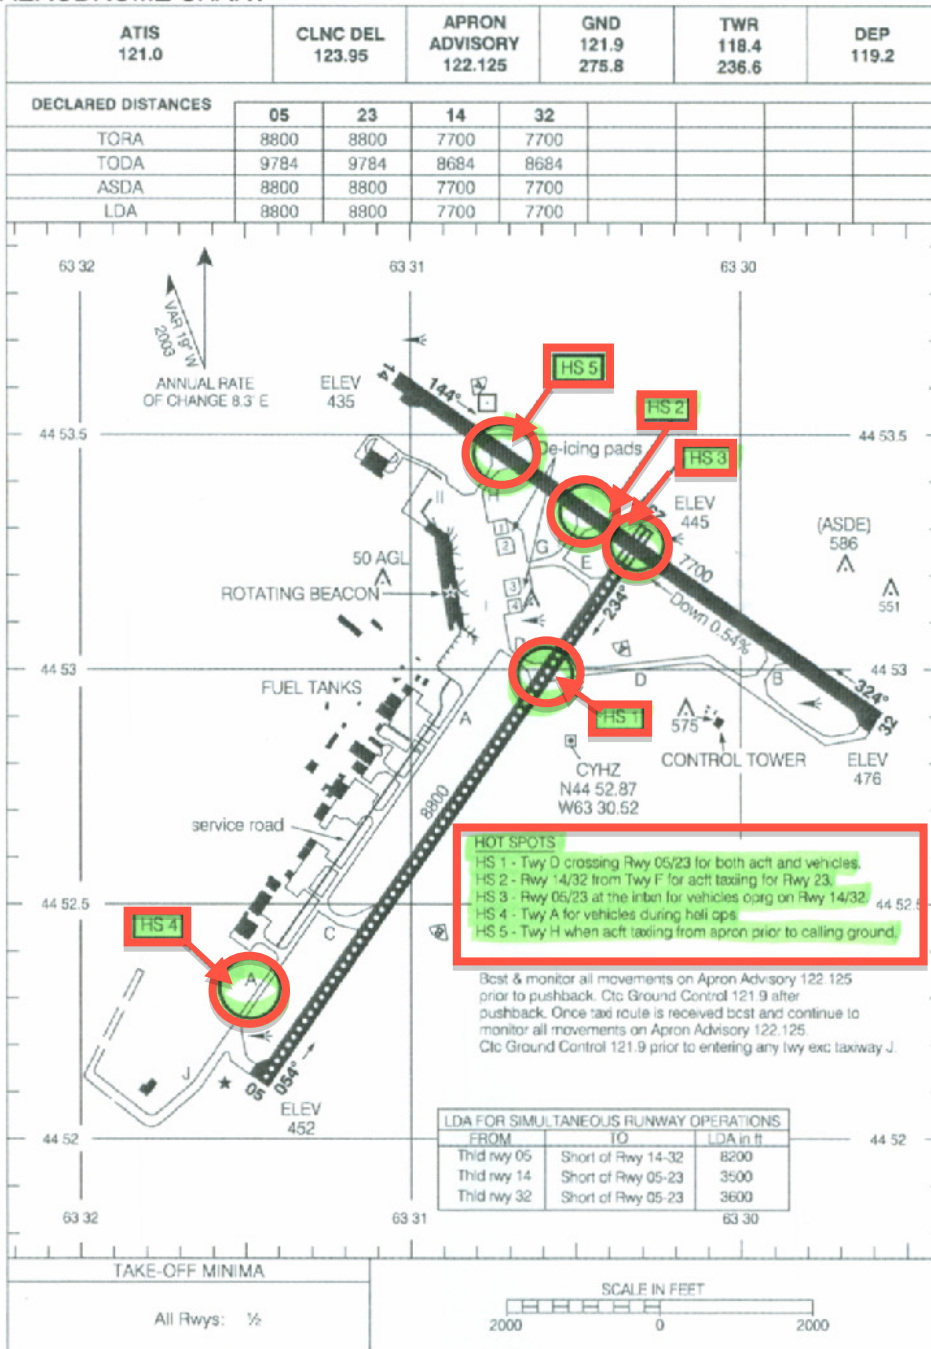 ATIS
121.0
CLNC DEL
123.95
APRON
ADVISORY
122.125
GND
121.9
275.8
TWR
118.4
236.6
DEP
119.2
DECLARED DISTANCES
05 23 14 32
TORA 8800 8800 7700 7700
TODA 9784 9784 8684 8684
ASDA 8800 8800 7700 7700
LDA 8800 8800 7700 7700
63 32 63 31 63 30
VAR 19° W
2003
ANNUAL RATE
OF CHANGE 8.3' E
ELEV
435
14
144°
HS 5
HS 2
HS 3
44 53.5 44 53.5
De-icing pads
H
II
1
2
G
E
ELEV
445
7700
(ASDE)
586
551
50 AGL
ROTATING BEACON
3
4
I
234°
Down 0.54%
44 53 44 53
D
D
B
324°
32
FUEL TANKS
A
HS 1
575
CONTROL TOWER
ELEV
476
CYHZ
N44 52.87
W63 30.52
8800
service road
HOT SPOTS
HS 1 - Twy D crossing Rwy 05/23 for both acft and vehicles.
HS 2 - Rwy 14/32 from Twy F for acft taxiing for Rwy 23.
HS 3 - Rwy 05/23 at the intxn for vehicles oprg on Rwy 14/32.
HS 4 - Twy A for vehicles during heli ops
HS 5 - Twy H when acft taxiing from apron prior to calling ground.
44 52.5 44 52.5
HS 4
C
A
Bcst & monitor all movements on Apron Advisory 122.125
prior to pushback. Ctc Ground Control 121.9 after
pushback. Once taxi route is received bcst and continue to
monitor all movements on Apron Advisory 122.125.
Ctc Ground Control 121.9 prior to entering any twy exc taxiway J.
J
05
054°
ELEV
452
LDA FOR SIMULTANEOUS RUNWAY OPERATIONS
FROM TO LDA in ft
Thld rwy 05 Short of Rwy 14-32 8200
Thld rwy 14 Short of Rwy 05-23 3500
Thld rwy 32 Short of Rwy 05-23 3600
44 52 44 52
63 32 63 31 63 30
TAKE-OFF MINIMA
All Rwys: ½
SCALE IN FEET
2000 0 2000